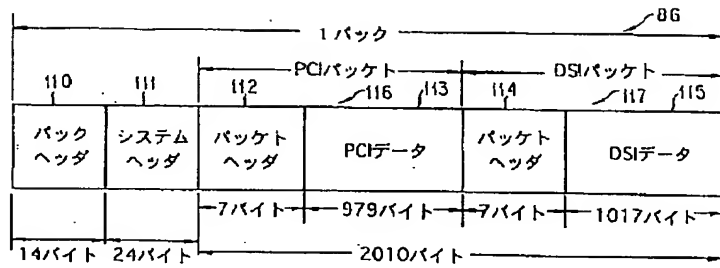 86
1パック
PCIパケット
DSIパケット
110
111
112
116
113
114
117
115
パック
ヘッダ
システム
ヘッダ
パケット
ヘッダ
PCIデータ
パケット
ヘッダ
DSIデータ
7バイト
979バイト
7バイト
1017バイト
14バイト
24バイト
2010バイト